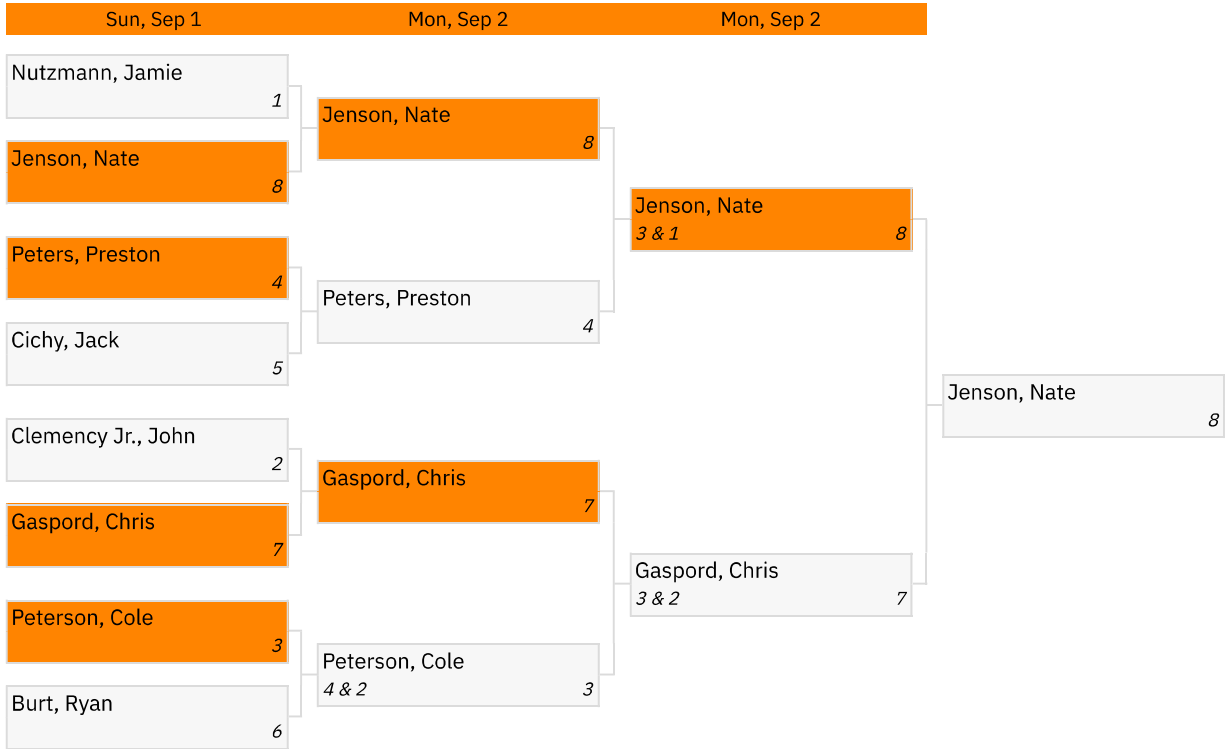 Sun, Sep 1
Mon, Sep 2
Mon, Sep 2
Nutzmann, Jamie
1
Jenson, Nate
8
Peters, Preston
4
Cichy, Jack
5
Clemency Jr., John
2
Gaspord, Chris
7
Peterson, Cole
3
Burt, Ryan
6
Jenson, Nate
8
Peters, Preston
4
Gaspord, Chris
7
Peterson, Cole
4 & 2 3
Jenson, Nate
3 & 1 8
Gaspord, Chris
3 & 2 7
Jenson, Nate
8